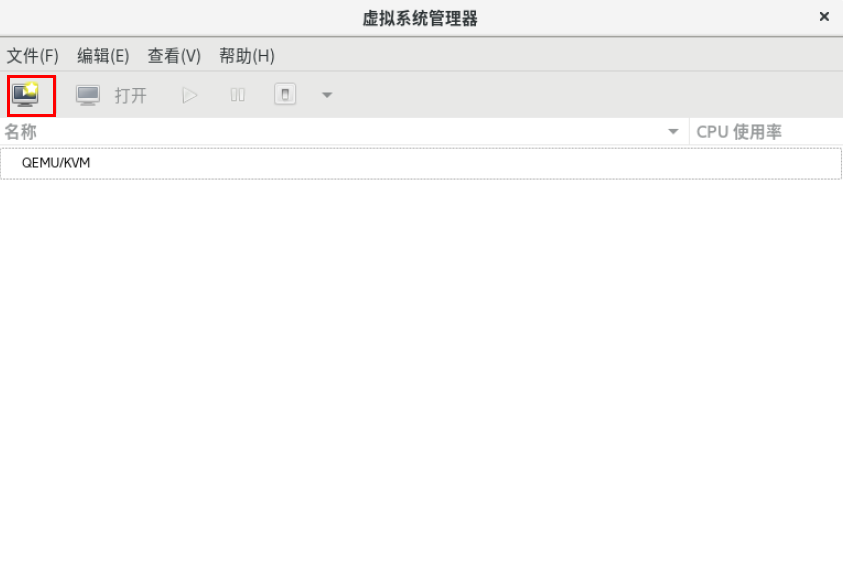 虚拟系统管理器
文件(F) 编辑(E) 查看(V) 帮助(H)
打开
名称 CPU 使用率
QEMU/KVM